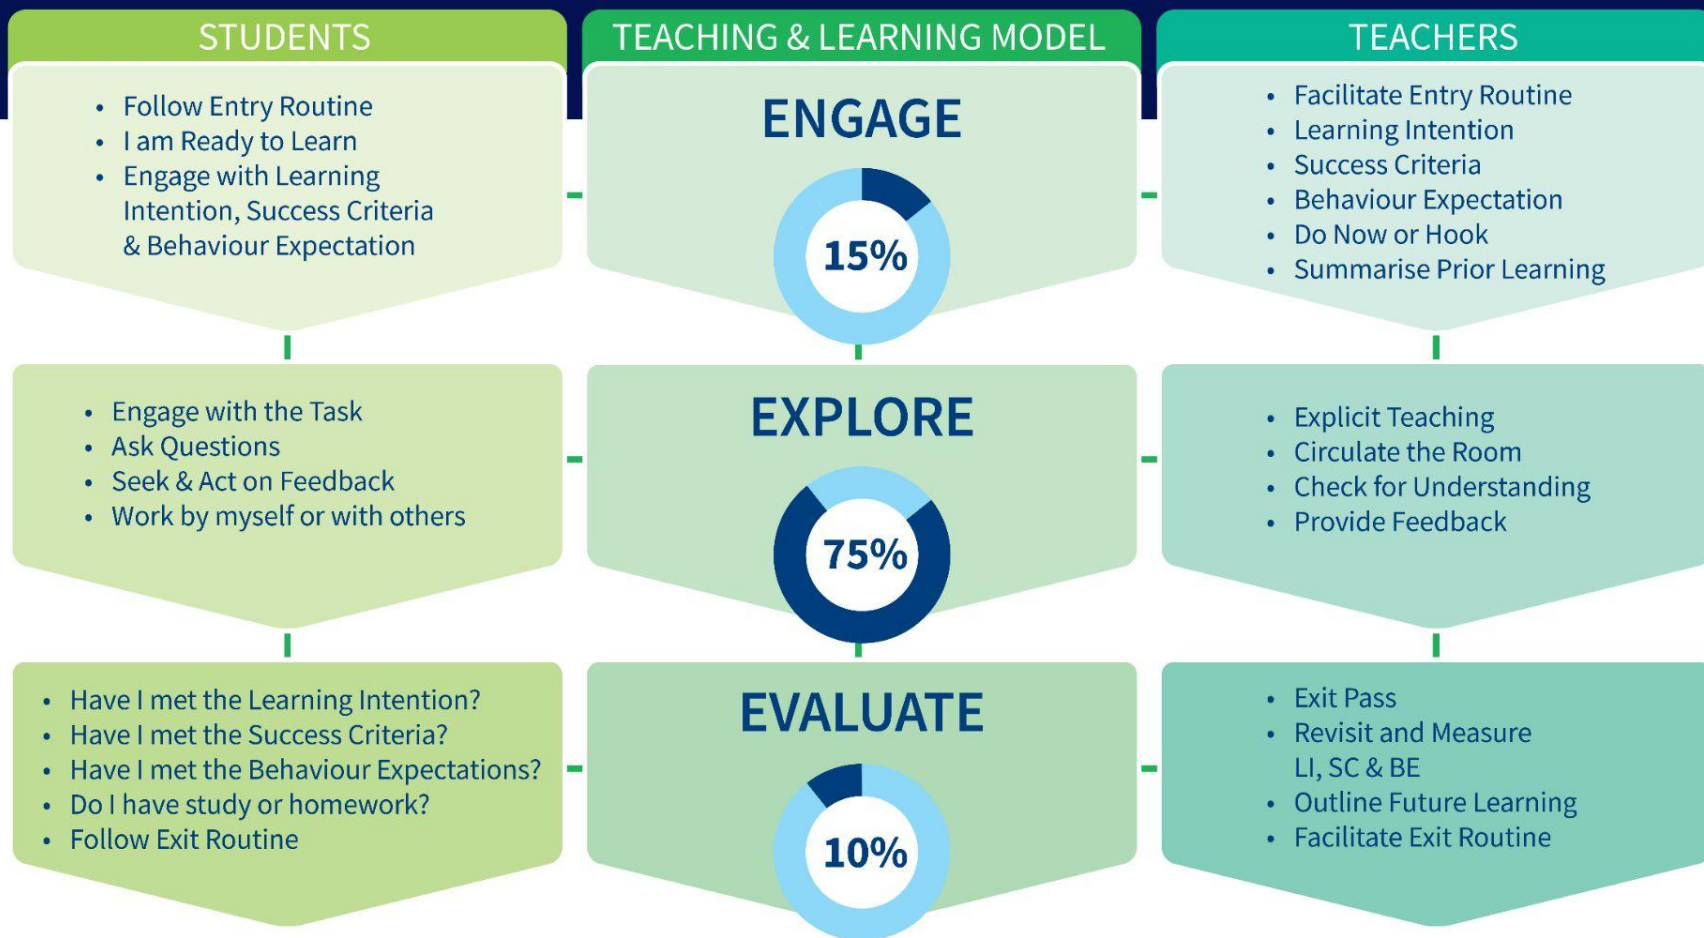 STUDENTS
TEACHING & LEARNING MODEL
TEACHERS
• Follow Entry Routine
• I am Ready to Learn
• Engage with Learning
Intention, Success Criteria
& Behaviour Expectation
ENGAGE
15%
• Facilitate Entry Routine
• Learning Intention
• Success Criteria
• Behaviour Expectation
• Do Now or Hook
• Summarise Prior Learning
• Engage with the Task
• Ask Questions
• Seek & Act on Feedback
• Work by myself or with others
EXPLORE
75%
• Explicit Teaching
• Circulate the Room
• Check for Understanding
• Provide Feedback
• Have I met the Learning Intention?
• Have I met the Success Criteria?
• Have I met the Behaviour Expectations?
• Do I have study or homework?
• Follow Exit Routine
EVALUATE
10%
• Exit Pass
• Revisit and Measure
LI, SC & BE
• Outline Future Learning
• Facilitate Exit Routine